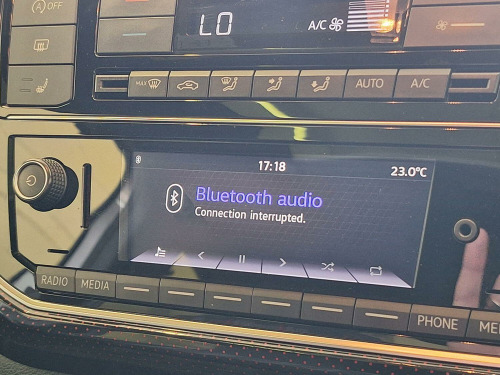 OFF
LO
A/C
MAX
AUTO
A/C
17:18
23.0°C
Bluetooth audio
Connection interrupted.
RADIO
MEDIA
PHONE